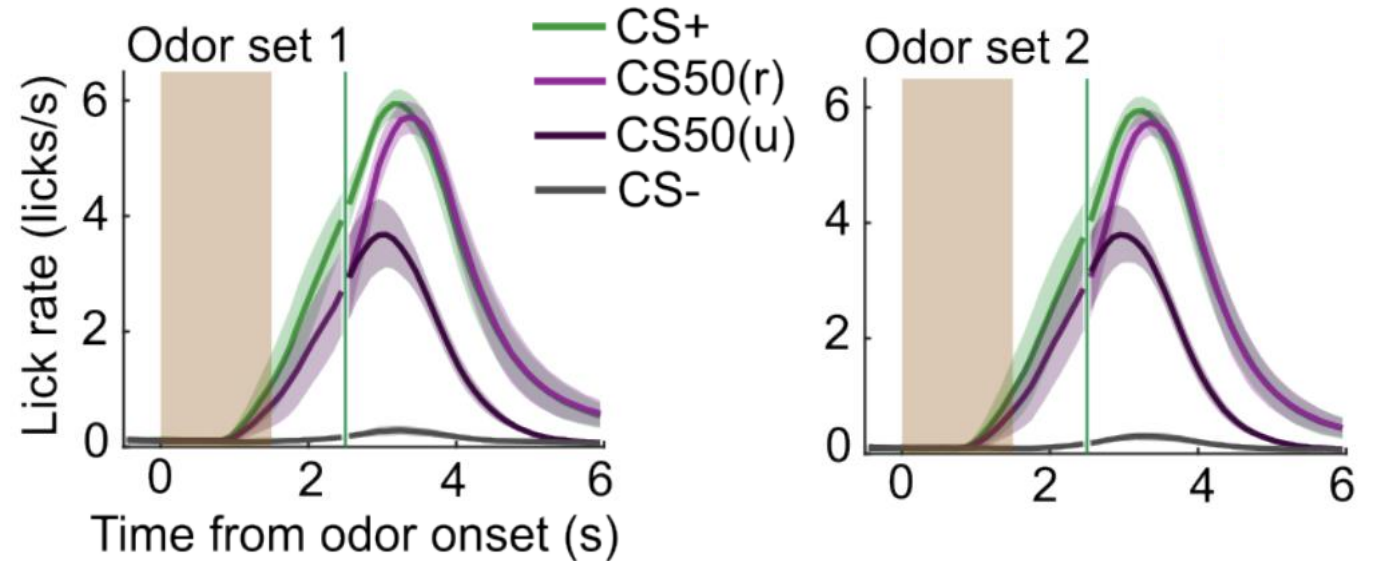 Odor set 1
CS+
CS50(r)
CS50(u)
CS-
Odor set 2
Lick rate (licks/s)
6
4
2
0
0 2 4 6
Time from odor onset (s)
6
4
2
0
0 2 4 6